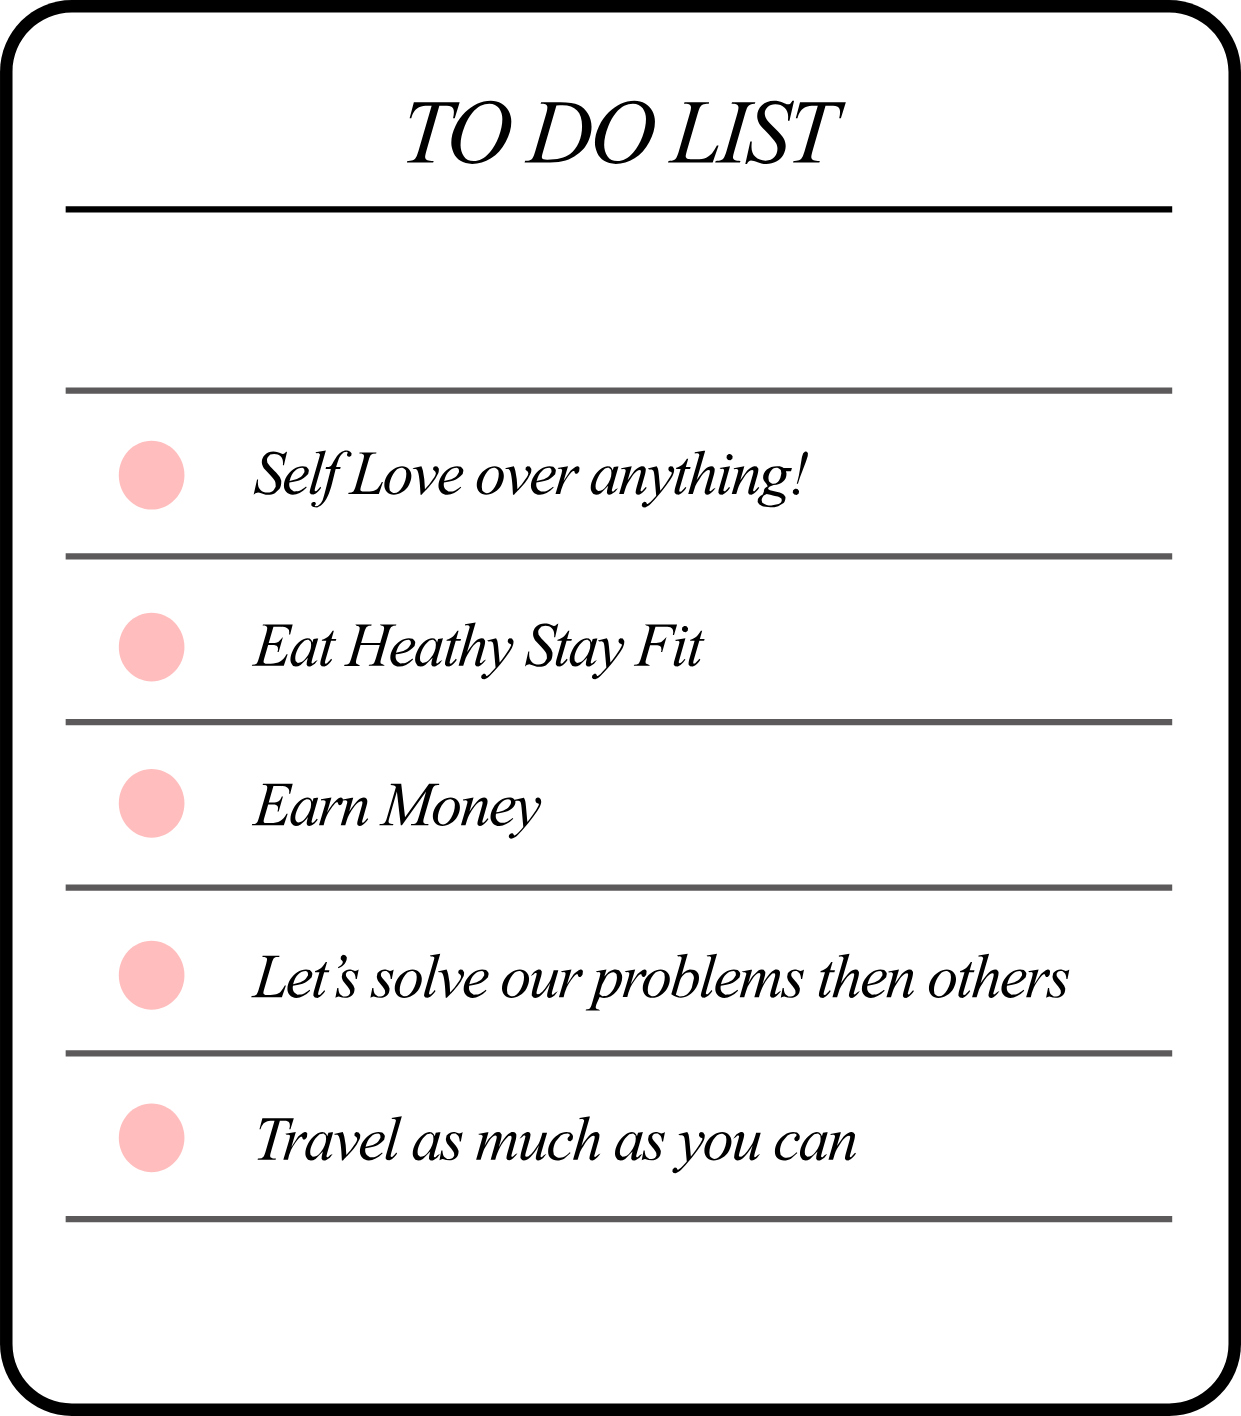 TO DO LIST
Self Love over anything!
Eat Heathy Stay Fit
Earn Money
Let’s solve our problems then others
Travel as much as you can